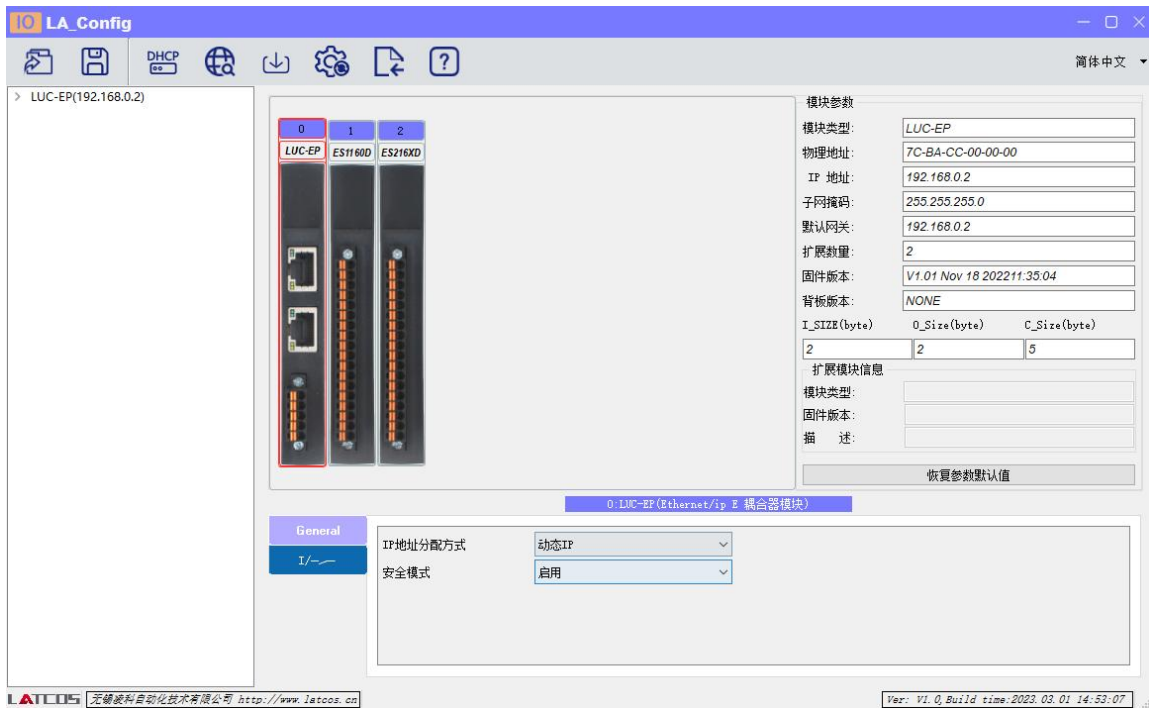 IO LA_Config
DHCP
?
简体中文
LUC-EP(192.168.0.2)
0 1 2
LUC-EP ES1160D ES216XD
模块参数
模块类型: LUC-EP
物理地址: 7C-BA-CC-00-00-00
IP 地址: 192.168.0.2
子网掩码: 255.255.255.0
默认网关: 192.168.0.2
扩展数量: 2
固件版本: V1.01 Nov 18 202211:35:04
背板版本: NONE
I_SIZE(byte) O_Size(byte) C_Size(byte)
2 2 5
扩展模块信息
模块类型:
固件版本:
描 述:
恢复参数默认值
0:LUC-EP(Ethernet/ip E 耦合器模块)
General
IP地址分配方式 动态IP
安全模式 启用
LATCOS 无锡凌科自动化技术有限公司 http://www.latcos.cn
Ver: V1.0,Build time:2023.03.01 14:53:07